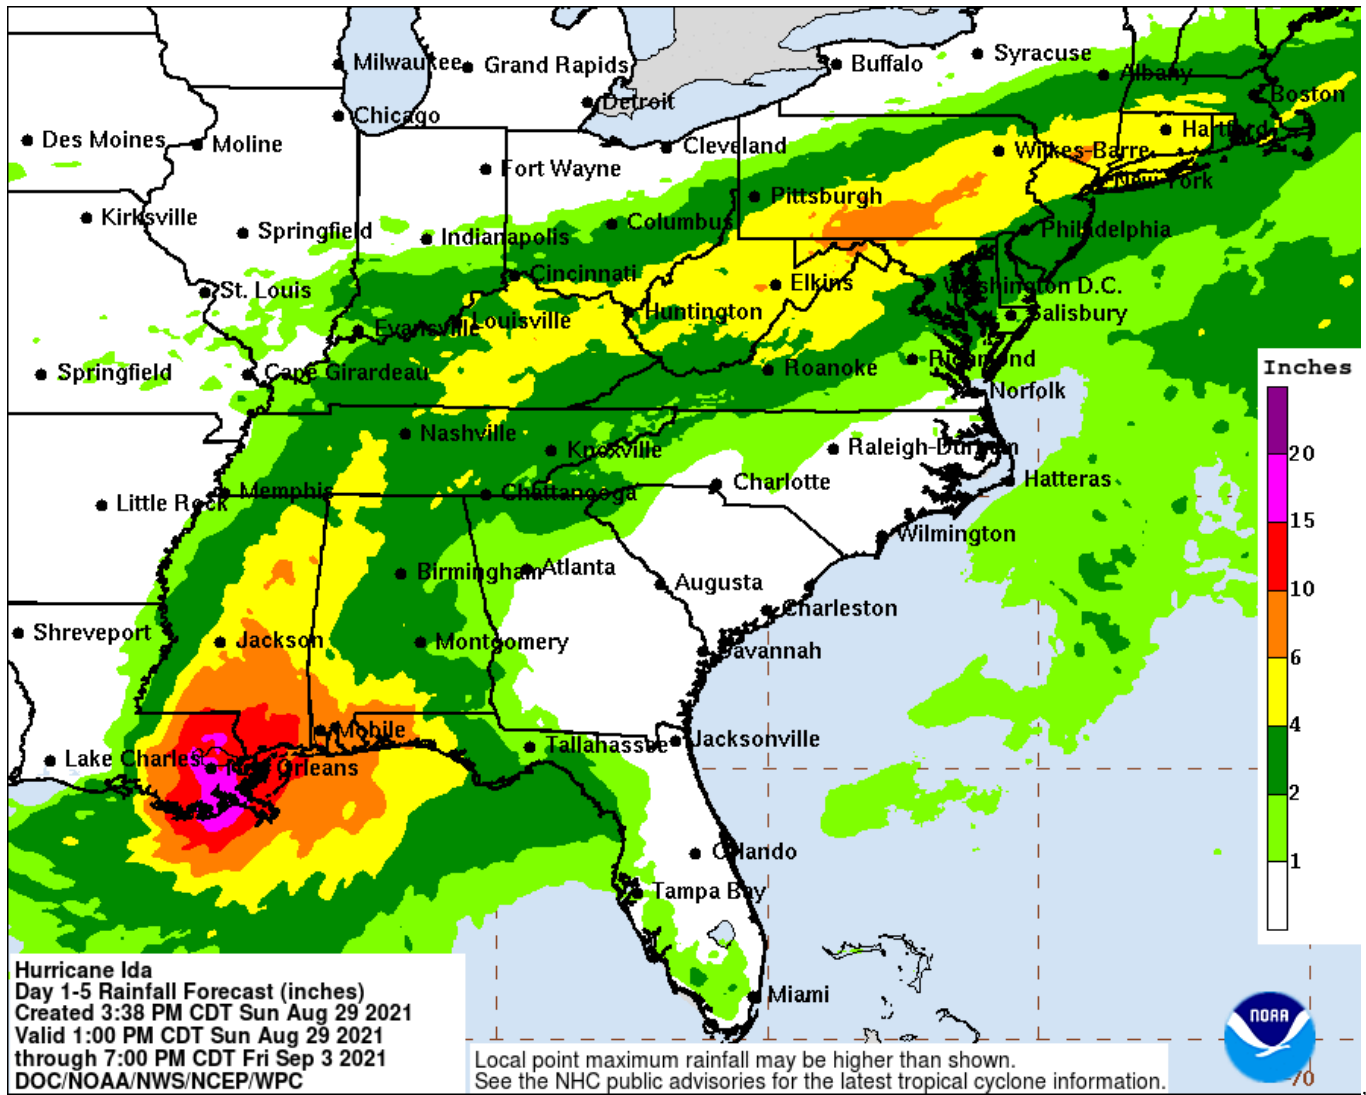 Syracuse
Milwaukee
Grand Rapids
Buffalo
Albany
Detroit
Boston
Chicago
Hartford
Des Moines
Moline
Cleveland
Wilkes-Barre
Fort Wayne
New York
Pittsburgh
Kirksville
Columbus
Springfield
Indianapolis
Philadelphia
Cincinnati
Elkins
Washington D.C.
St. Louis
Huntington
Salisbury
Evansville
Louisville
Richmond
Inches
Springfield
Cape Girardeau
Roanoke
Norfolk
Nashville
Knoxville
Raleigh-Durham
20
Memphis
Chattanooga
Charlotte
Hatteras
Little Rock
15
Wilmington
Birmingham
Atlanta
Augusta
10
Charleston
Shreveport
Jackson
Montgomery
Savannah
6
4
Mobile
Tallahassee
Jacksonville
Lake Charles
New Orleans
2
Orlando
1
Tampa Bay
Miami
Hurricane Ida
Day 1-5 Rainfall Forecast (inches)
Created 3:38 PM CDT Sun Aug 29 2021
Valid 1:00 PM CDT Sun Aug 29 2021
through 7:00 PM CDT Fri Sep 3 2021
DOC/NOAA/NWS/NCEP/WPC
Local point maximum rainfall may be higher than shown.
See the NHC public advisories for the latest tropical cyclone information.
NOAA
-70